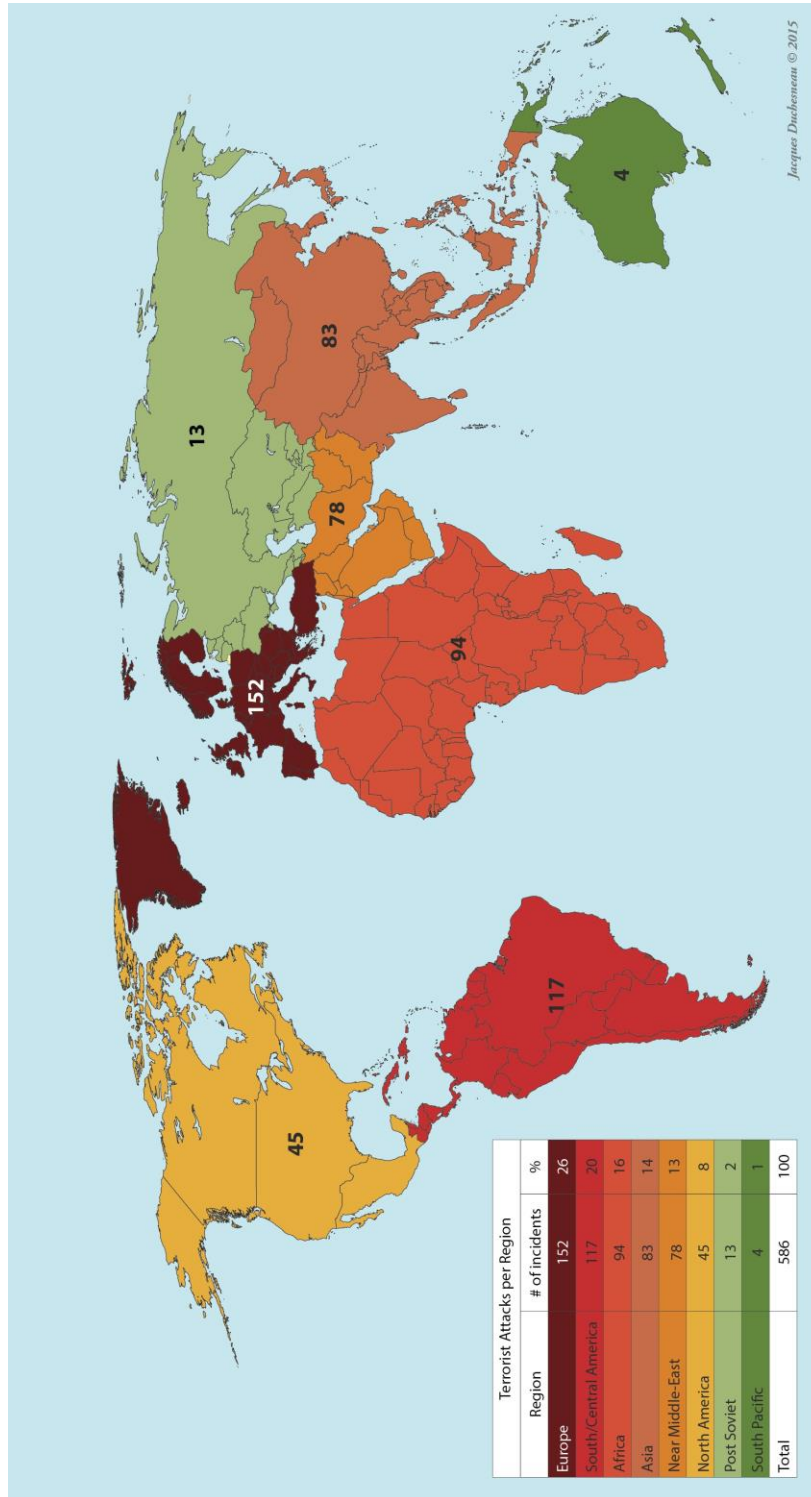 45
152
13
83
78
94
117
4
Terrorist Attacks per Region
Region # of incidents %
Europe 152 26
South/Central America 117 20
Africa 94 16
Asia 83 14
Near Middle-East 78 13
North America 45 8
Post Soviet 13 2
South Pacific 4 1
Total 586 100
Jacques Duchesneau © 2015